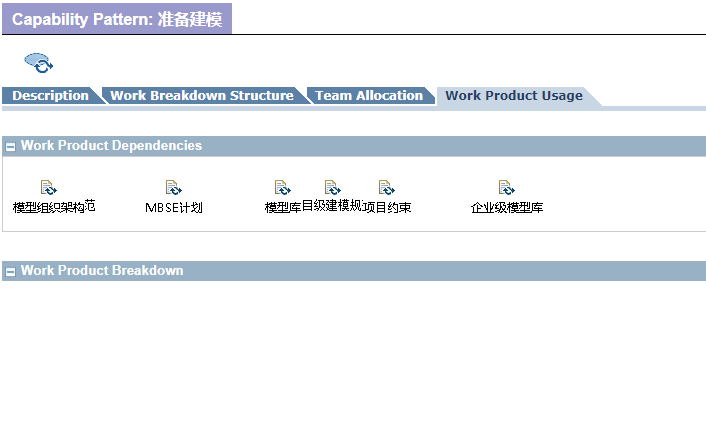 Capability Pattern: 准备建模
Description Work Breakdown Structure Team Allocation Work Product Usage
Work Product Dependencies
模型组织架构范 MBSE计划 模型库目级建模规项目约束 企业级模型库
Work Product Breakdown